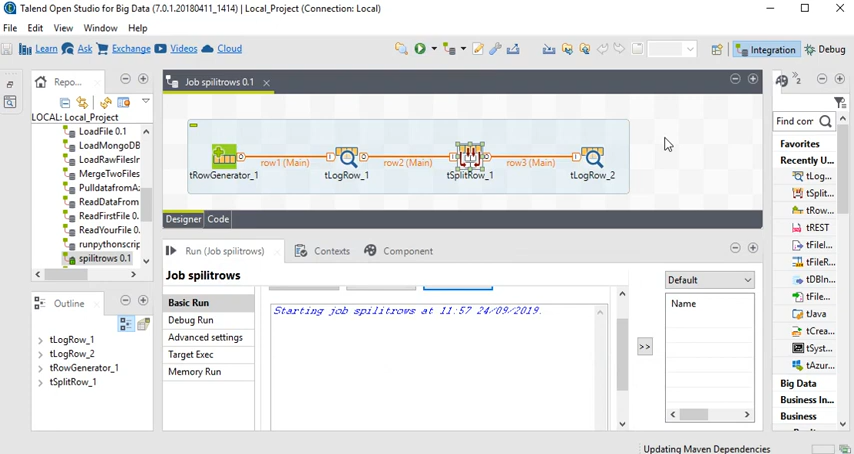 Talend Open Studio for Big Data (7.0.1.20180411_1414) | Local_Project (Connection: Local)
File Edit View Window Help
Learn Ask Exchange Videos Cloud
Integration Debug
Repo...
LOCAL: Local_Project
LoadFile 0.1
LoadMongoDB
LoadRawFilesIr
MergeTwoFiles
PulldatafromA
ReadDataFrom
ReadFirstFile 0.
ReadYourFile 0.
runpythonscrip
spilitrows 0.1
Outline
tLogRow_1
tLogRow_2
tRowGenerator_1
tSplitRow_1
Job spilitrows 0.1
row1 (Main) row2 (Main) row3 (Main)
tRowGenerator_1 tLogRow_1 tSplitRow_1 tLogRow_2
Designer Code
Run (Job spilitrows) Contexts Component
Job spilitrows
Basic Run
Debug Run
Advanced settings
Target Exec
Memory Run
Starting job spilitrows at 11:57 24/09/2019.
>>
Default
Name
»2
Find cor
Favorites
Recently U...
tLog...
tSplit...
tRow...
tREST
tFileI...
tFileR...
tDBIn...
tFile...
tJava
tCrea...
tSyst...
tAzur...
Big Data
Business In...
Business
Updating Maven Dependencies